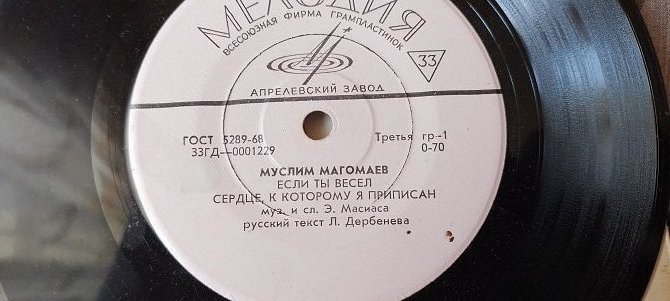 МЕЛОДИЯ
ВСЕСОЮЗНАЯ ФИРМА ГРАМПЛАСТИНОК
33
АПРЕЛЕВСКИЙ ЗАВОД
ГОСТ 5289-68 Третья гр-1
33ГД—0001229 0-70
МУСЛИМ МАГОМАЕВ
ЕСЛИ ТЫ ВЕСЕЛ
СЕРДЦЕ, К КОТОРОМУ Я ПРИПИСАН
муз. и сл. Э. Масиаса
русский текст Л. Дербенева